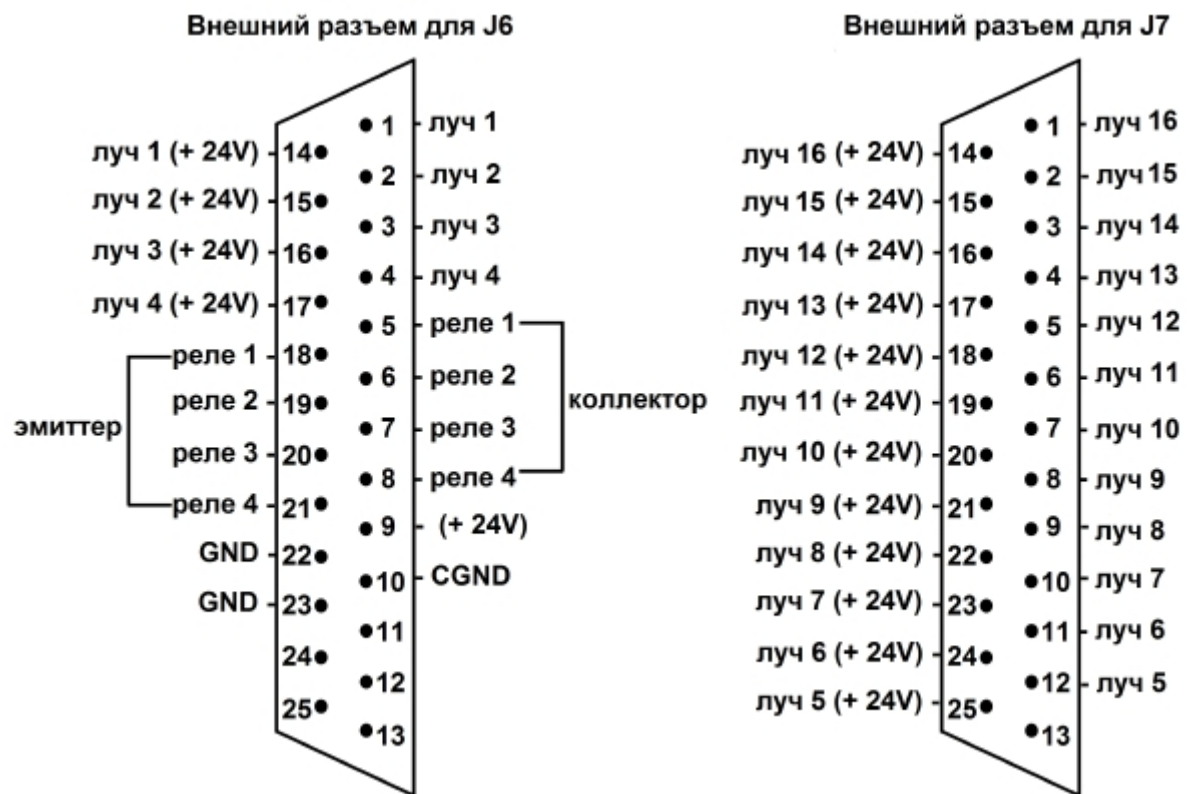 Внешний разъем для J6
1 луч 1
луч 1 (+ 24V) 14
2 луч 2
луч 2 (+ 24V) 15
3 луч 3
луч 3 (+ 24V) 16
4 луч 4
луч 4 (+ 24V) 17
5 реле 1
реле 1 18
6 реле 2
реле 2 19
коллектор
эмиттер
7 реле 3
реле 3 20
8 реле 4
реле 4 21
9 (+ 24V)
GND 22
10 CGND
GND 23
11
24
12
25
13
Внешний разъем для J7
1 луч 16
луч 16 (+ 24V) 14
2 луч 15
луч 15 (+ 24V) 15
3 луч 14
луч 14 (+ 24V) 16
4 луч 13
луч 13 (+ 24V) 17
5 луч 12
луч 12 (+ 24V) 18
6 луч 11
луч 11 (+ 24V) 19
7 луч 10
луч 10 (+ 24V) 20
8 луч 9
луч 9 (+ 24V) 21
9 луч 8
луч 8 (+ 24V) 22
10 луч 7
луч 7 (+ 24V) 23
11 луч 6
луч 6 (+ 24V) 24
12 луч 5
луч 5 (+ 24V) 25
13